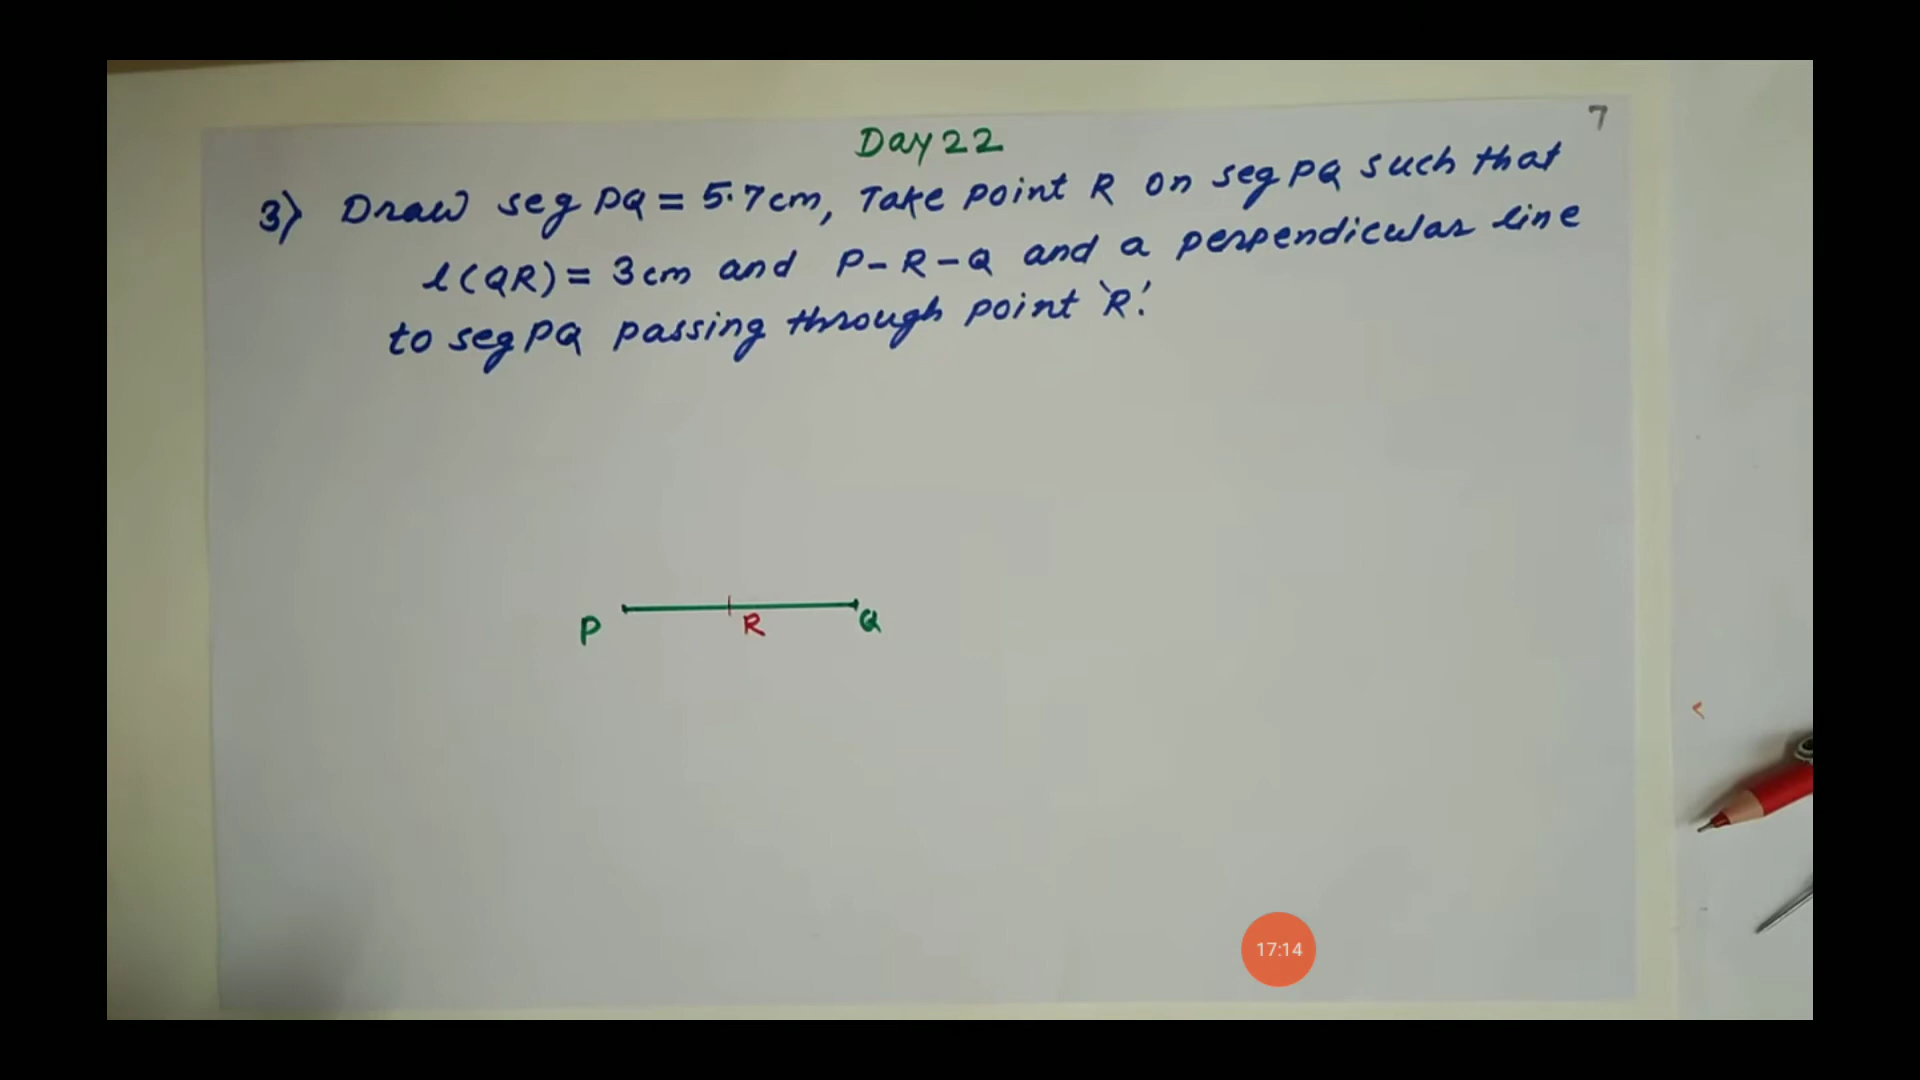 7
Day 22
3) Draw seg PQ = 5.7cm, Take point R on seg PQ such that
l(QR) = 3cm and P-R-Q and a perpendicular line
to seg PQ passing through point 'R'.
P R Q
17:14